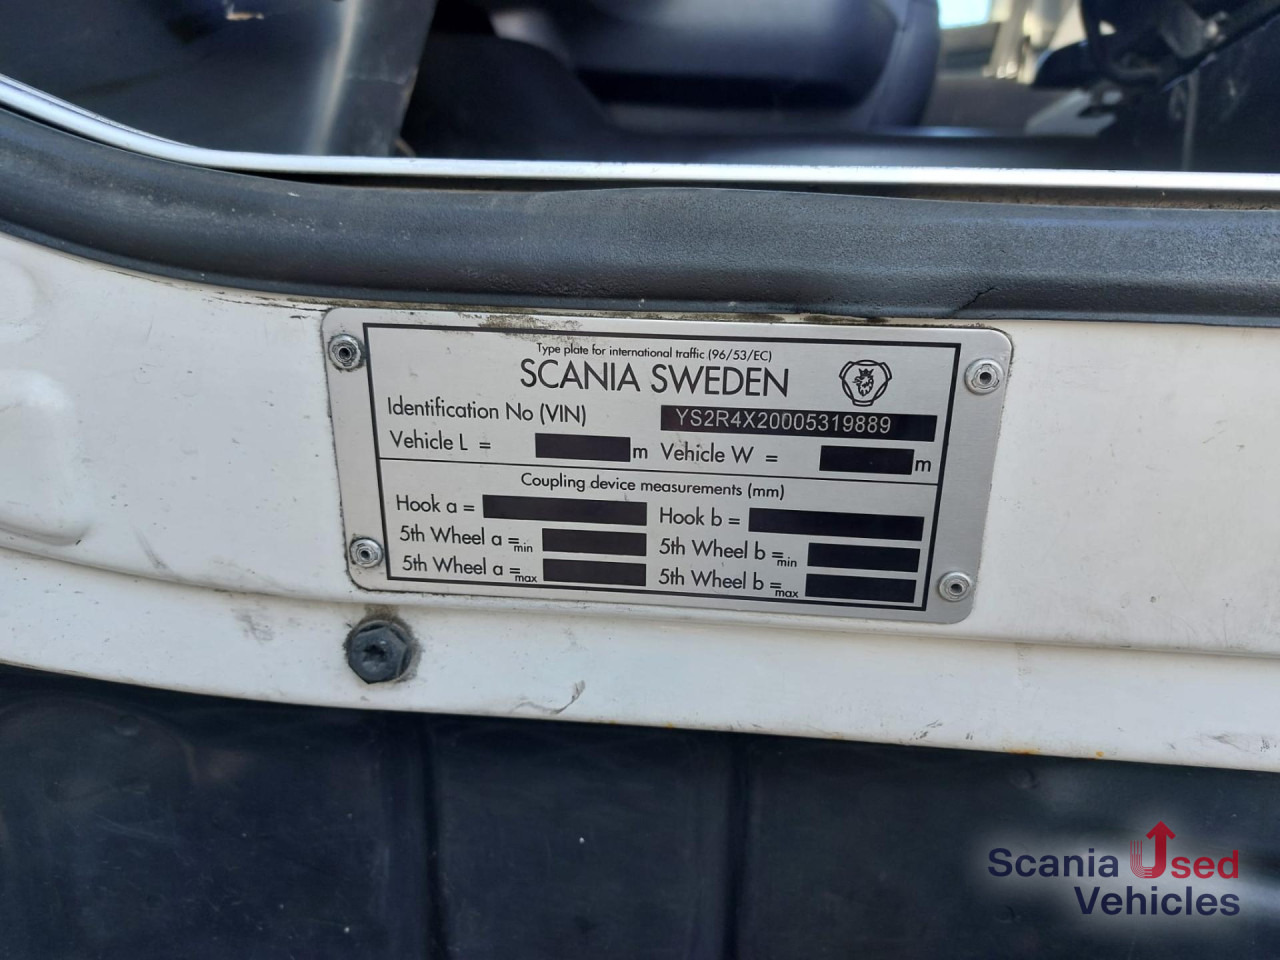 Type plate for international traffic (96/53/EC)
SCANIA SWEDEN
Identification No (VIN) YS2R4X20005319889
Vehicle L = m Vehicle W = m
Coupling device measurements (mm)
Hook a = Hook b =
5th Wheel a =min 5th Wheel b =min
5th Wheel a =max 5th Wheel b =max
Scania Used
Vehicles